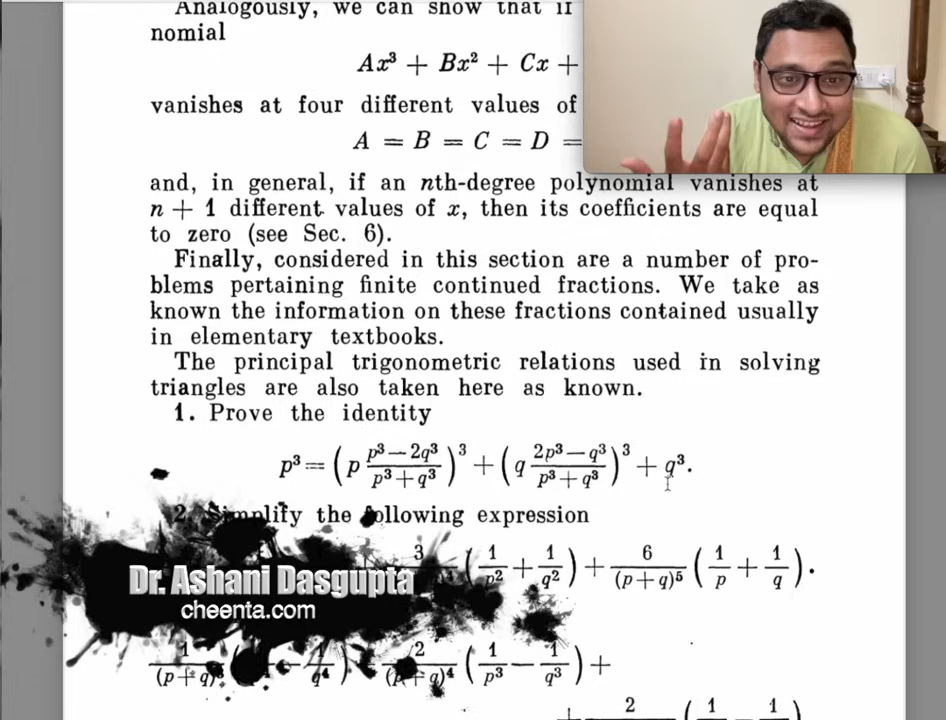 Analogously, we can show that if
nomial
Ax³ + Bx² + Cx +
vanishes at four different values of
A = B = C = D =
and, in general, if an nth-degree polynomial vanishes at
n + 1 different values of x, then its coefficients are equal
to zero (see Sec. 6).
Finally, considered in this section are a number of pro-
blems pertaining finite continued fractions. We take as
known the information on these fractions contained usually
in elementary textbooks.
The principal trigonometric relations used in solving
triangles are also taken here as known.
1. Prove the identity
p³ = (p (p³ − 2q³)/(p³ + q³))³ + (q (2p³ − q³)/(p³ + q³))³ + q³.
2. Simplify the following expression
3 (1/p² + 1/q²) + 6/(p+q)⁵ (1/p + 1/q).
Dr. Ashani Dasgupta
cheenta.com
2/(p+q)⁴ (1/p³ − 1/q³) +
+ 2 (1 − 1